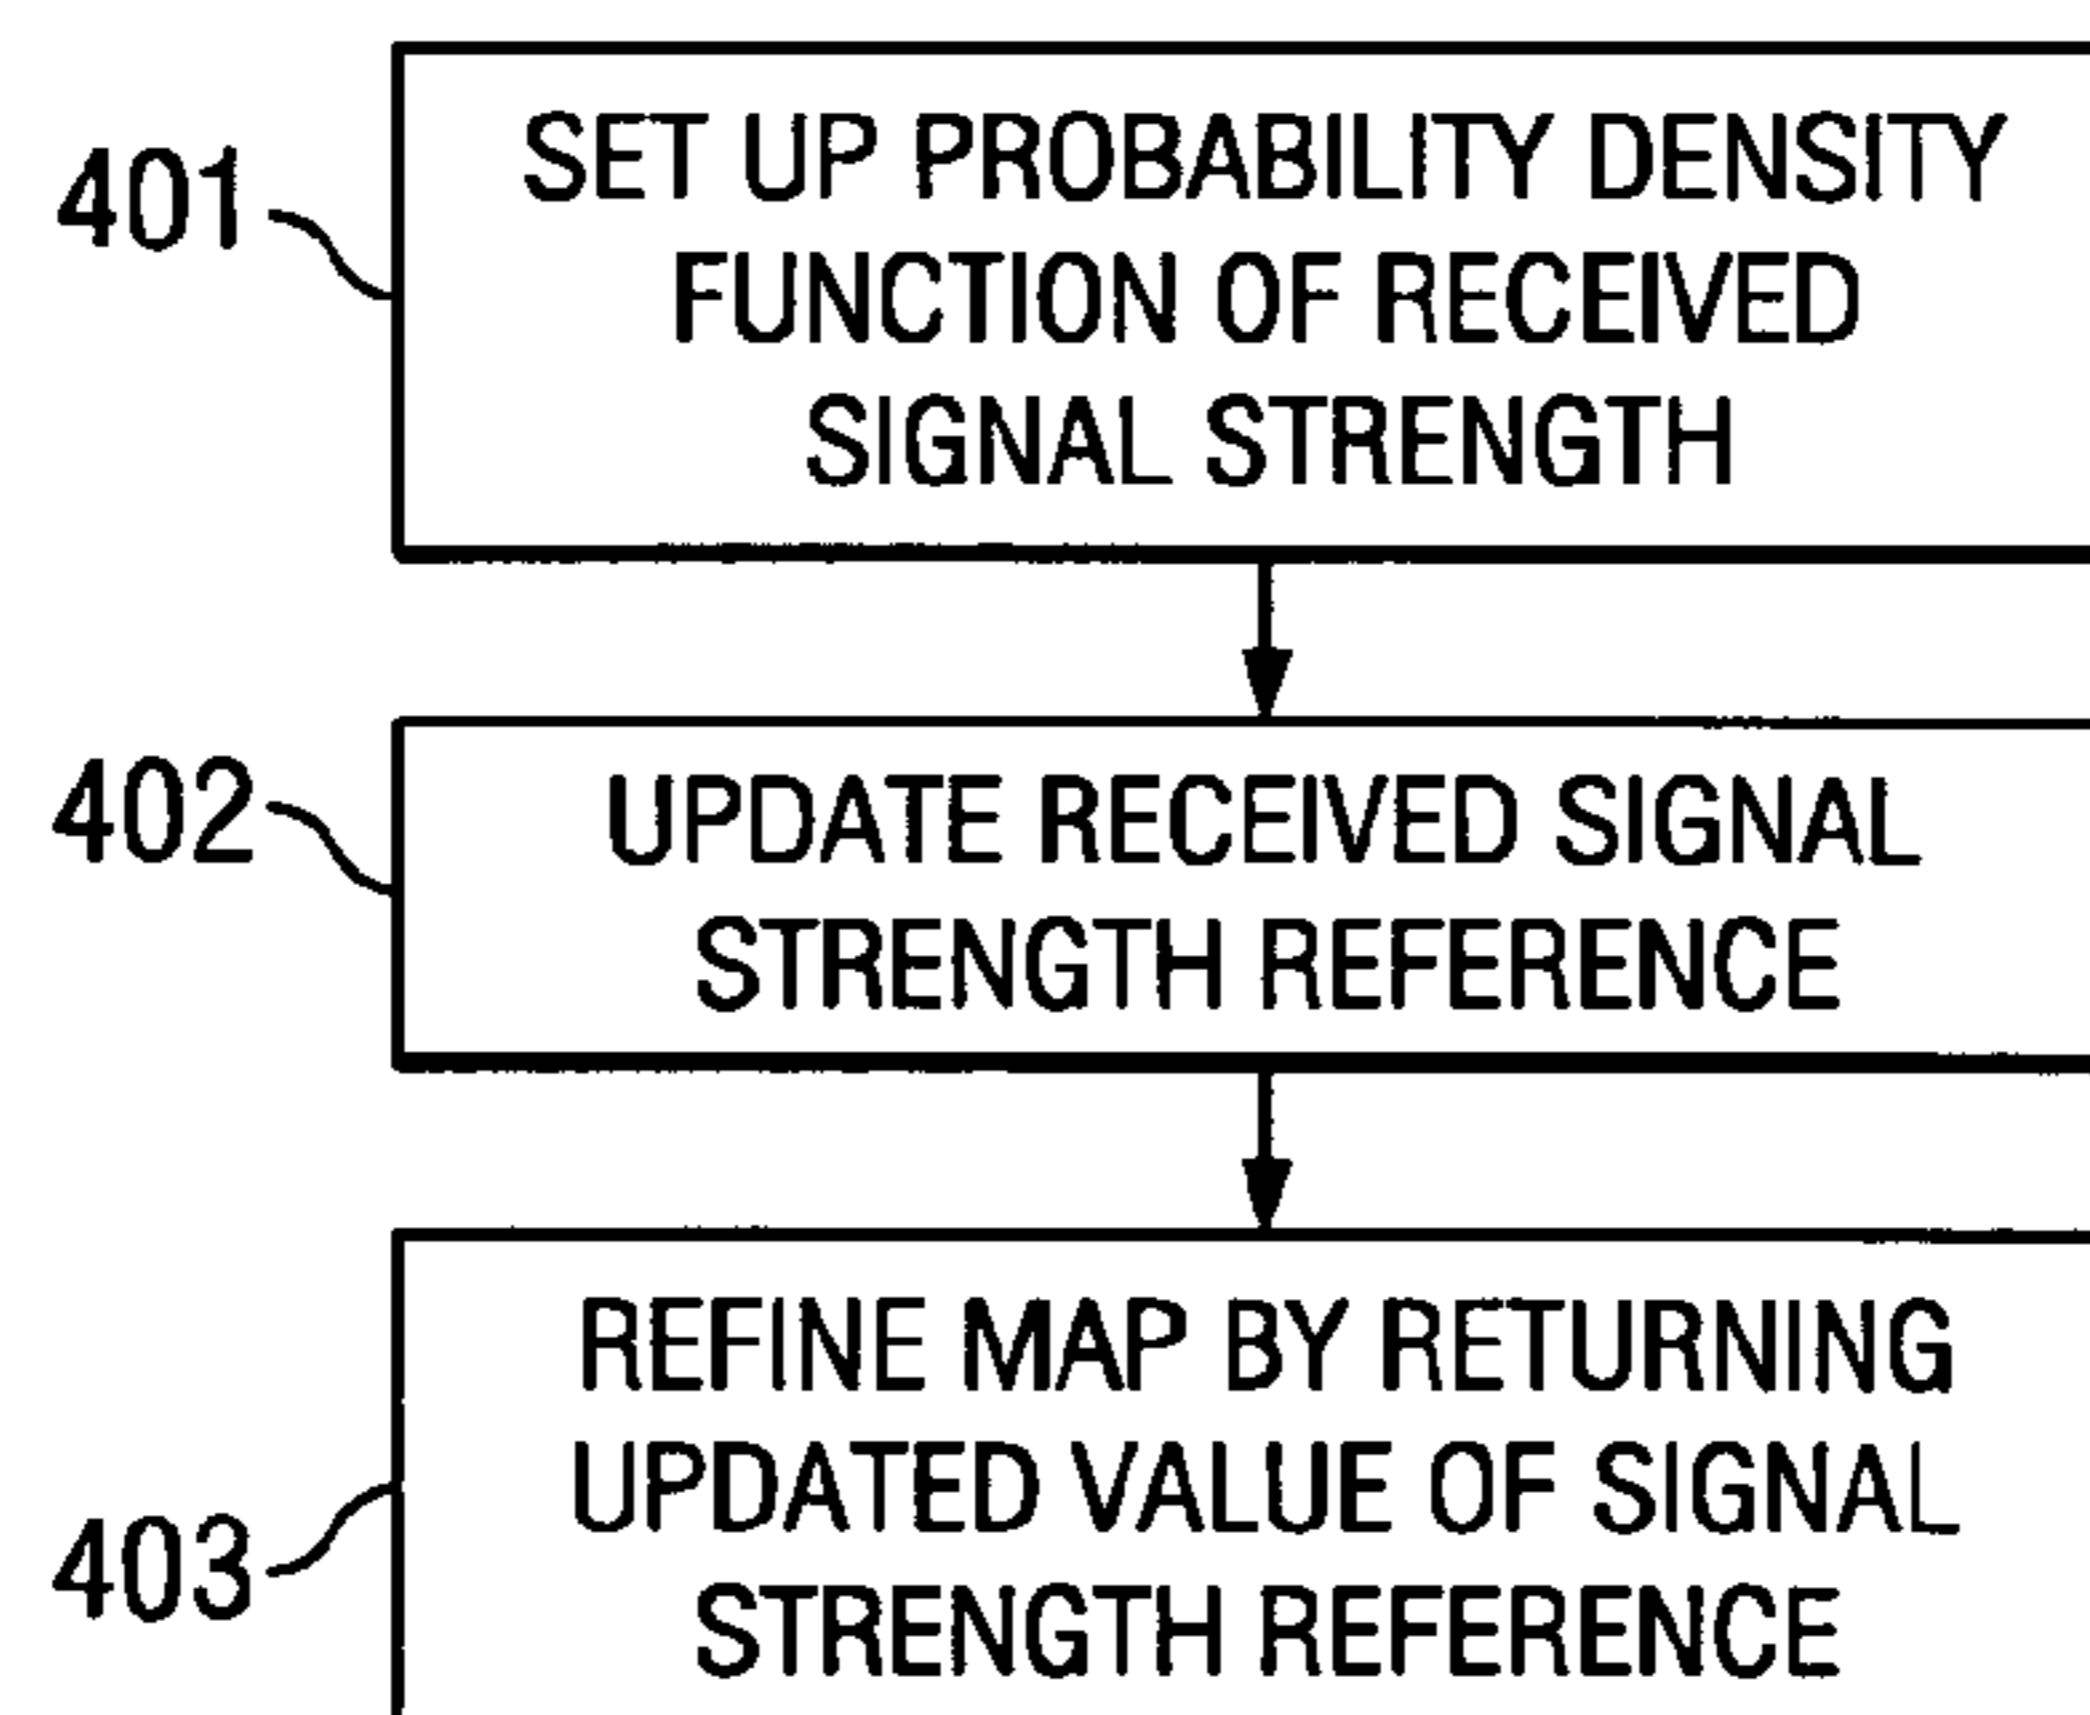 401
SET UP PROBABILITY DENSITY
FUNCTION OF RECEIVED
SIGNAL STRENGTH
402
UPDATE RECEIVED SIGNAL
STRENGTH REFERENCE
403
REFINE MAP BY RETURNING
UPDATED VALUE OF SIGNAL
STRENGTH REFERENCE